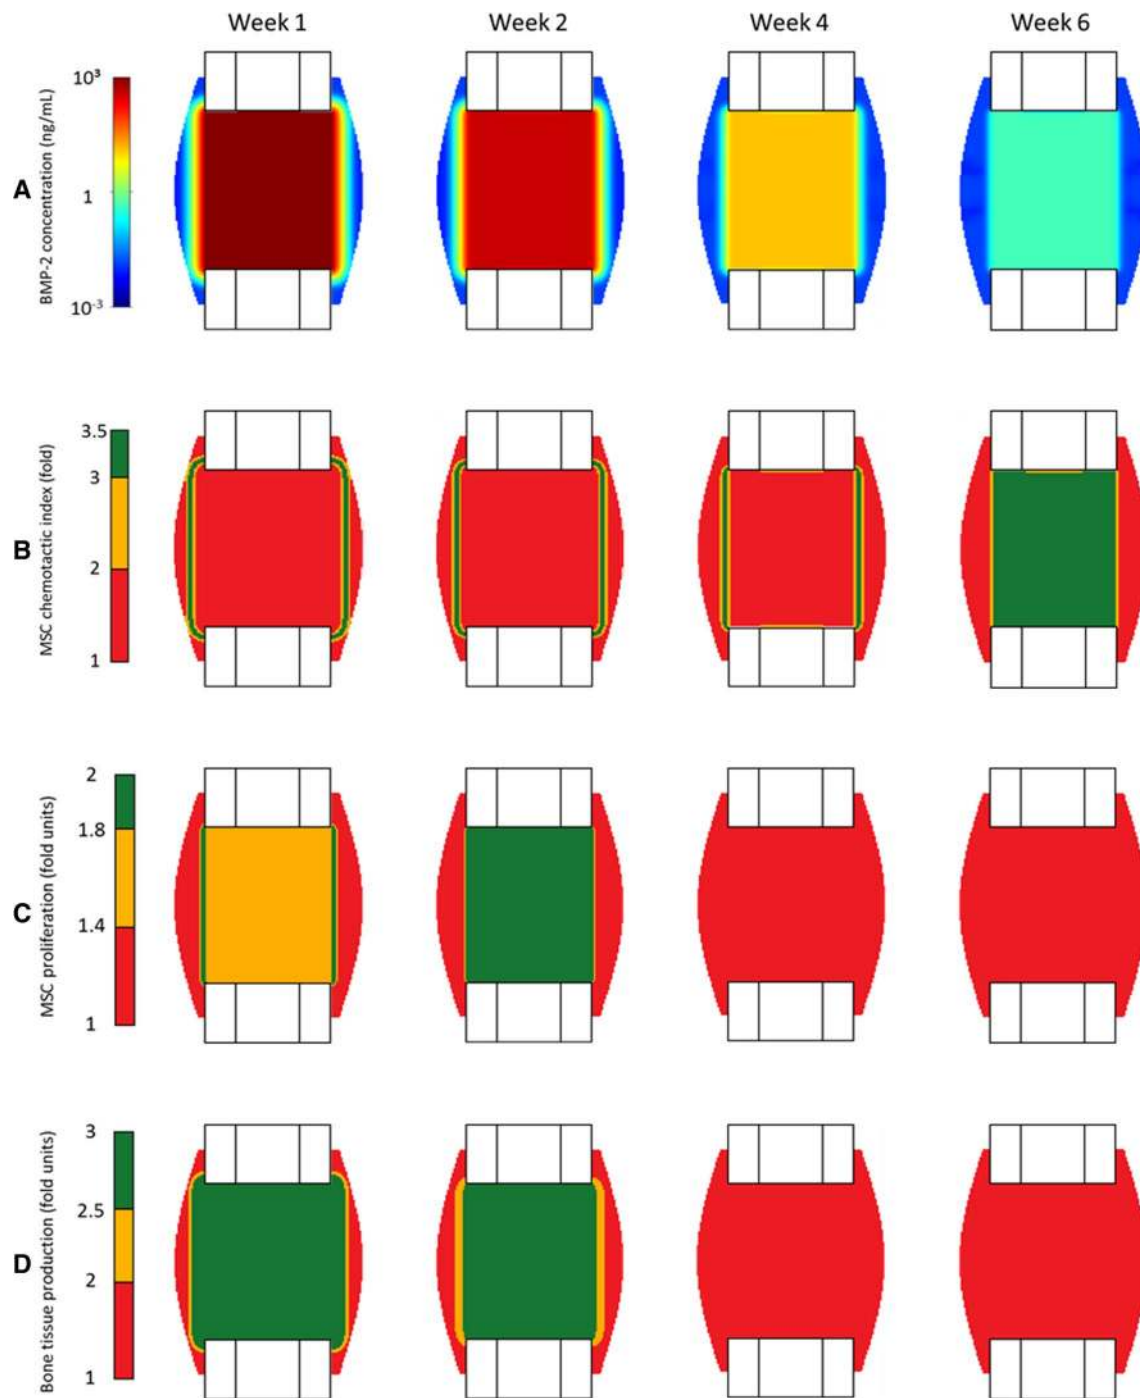 Week 1 Week 2 Week 4 Week 6
A
BMP-2 concentration (ng/mL)
10³
1
10⁻³
B
MSC chemotactic index (fold)
3.5
3
2
1
C
MSC proliferation (fold units)
2
1.8
1.4
1
D
Bone tissue production (fold units)
3
2.5
2
1